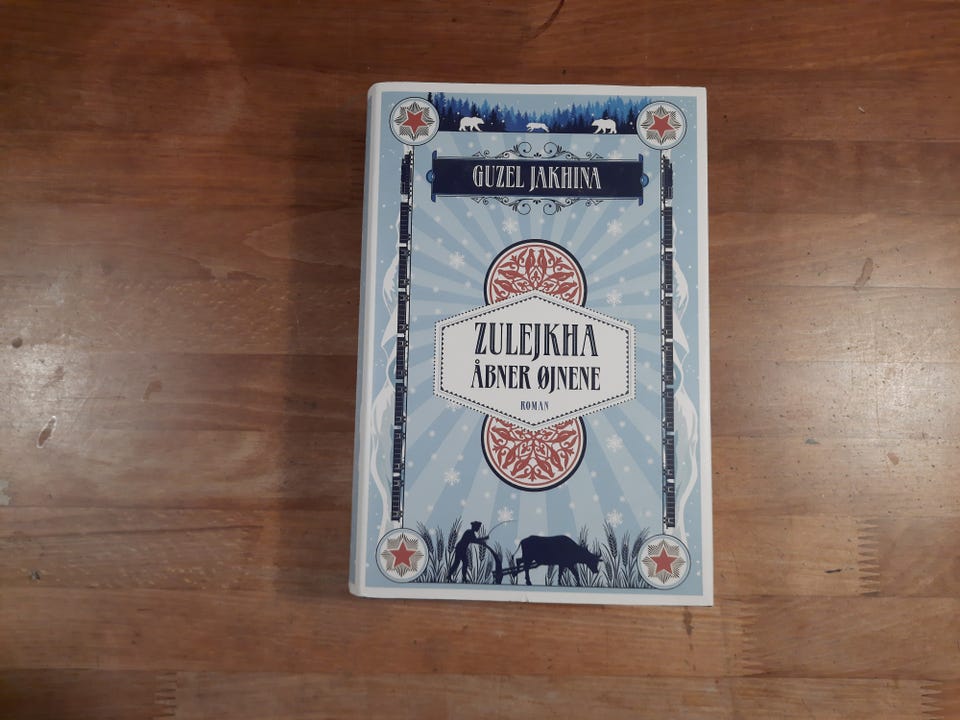 GUZEL JAKHINA
ZULEJKHA
ÅBNER ØJNENE
ROMAN